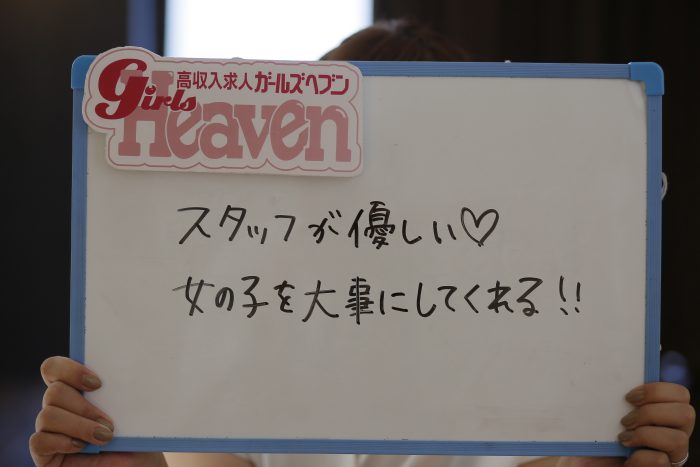 高収入求人ガールズヘブン
Girls
Heaven
スタッフが優しい♡
女の子を大事にしてくれる!!